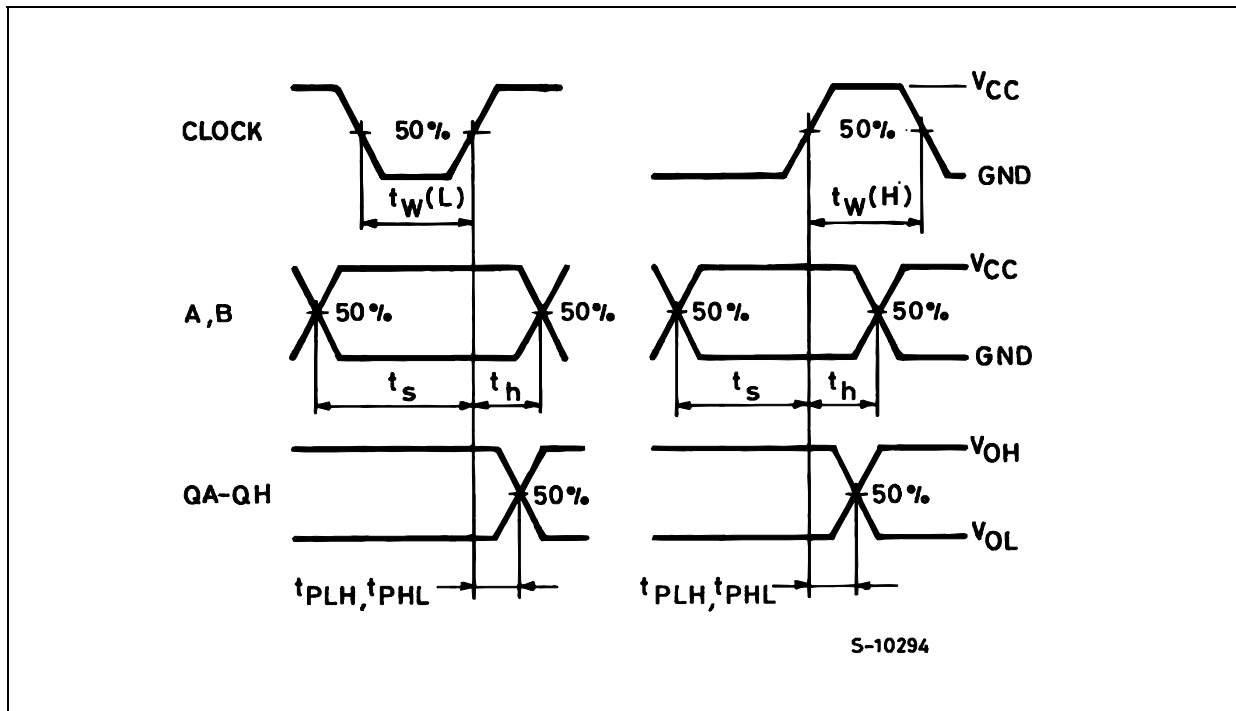 CLOCK 50% 50% VCC
GND
tW(L) tW(H)
A,B 50% 50% 50% 50% VCC
GND
ts th ts th
QA-QH 50% 50% VOH
VOL
tPLH,tPHL tPLH,tPHL
S-10294